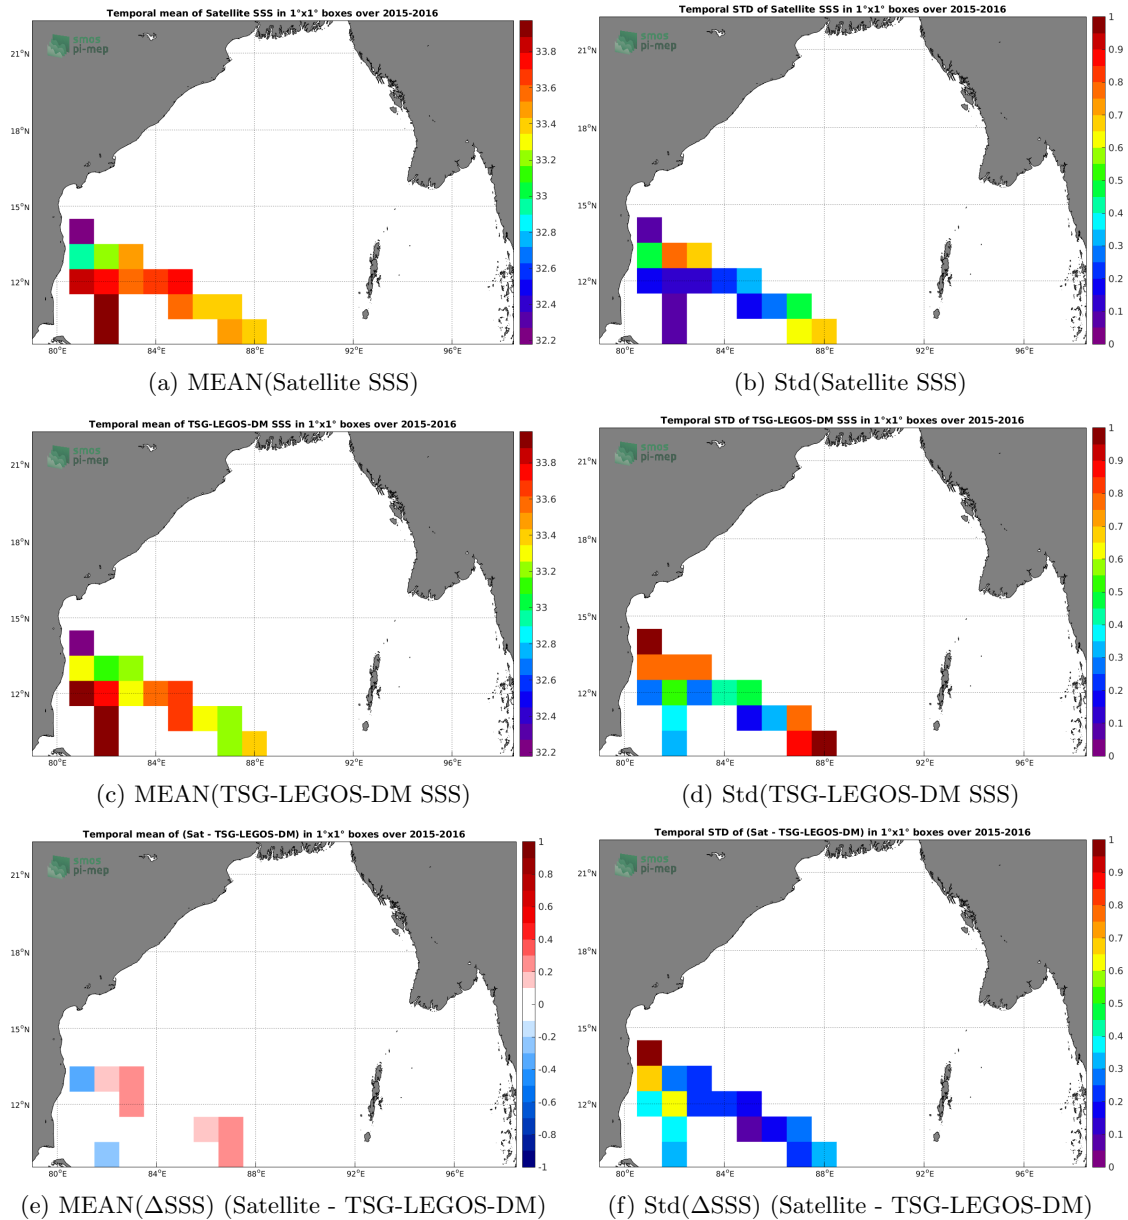 Temporal mean of Satellite SSS in 1°x1° boxes over 2015-2016
smos
pi-mep
21°N
18°N
15°N
12°N
80°E 84°E 88°E 92°E 96°E
33.8
33.6
33.4
33.2
33
32.8
32.6
32.4
32.2
(a) MEAN(Satellite SSS)
Temporal STD of Satellite SSS in 1°x1° boxes over 2015-2016
smos
pi-mep
21°N
18°N
15°N
12°N
80°E 84°E 88°E 92°E 96°E
1
0.9
0.8
0.7
0.6
0.5
0.4
0.3
0.2
0.1
0
(b) Std(Satellite SSS)
Temporal mean of TSG-LEGOS-DM SSS in 1°x1° boxes over 2015-2016
smos
pi-mep
21°N
18°N
15°N
12°N
80°E 84°E 88°E 92°E 96°E
33.8
33.6
33.4
33.2
33
32.8
32.6
32.4
32.2
(c) MEAN(TSG-LEGOS-DM SSS)
Temporal STD of TSG-LEGOS-DM SSS in 1°x1° boxes over 2015-2016
smos
pi-mep
21°N
18°N
15°N
12°N
80°E 84°E 88°E 92°E 96°E
1
0.9
0.8
0.7
0.6
0.5
0.4
0.3
0.2
0.1
0
(d) Std(TSG-LEGOS-DM SSS)
Temporal mean of (Sat - TSG-LEGOS-DM) in 1°x1° boxes over 2015-2016
smos
pi-mep
21°N
18°N
15°N
12°N
80°E 84°E 88°E 92°E 96°E
1
0.8
0.6
0.4
0.2
0
-0.2
-0.4
-0.6
-0.8
-1
(e) MEAN(ΔSSS) (Satellite - TSG-LEGOS-DM)
Temporal STD of (Sat - TSG-LEGOS-DM) in 1°x1° boxes over 2015-2016
smos
pi-mep
21°N
18°N
15°N
12°N
80°E 84°E 88°E 92°E 96°E
1
0.9
0.8
0.7
0.6
0.5
0.4
0.3
0.2
0.1
0
(f) Std(ΔSSS) (Satellite - TSG-LEGOS-DM)